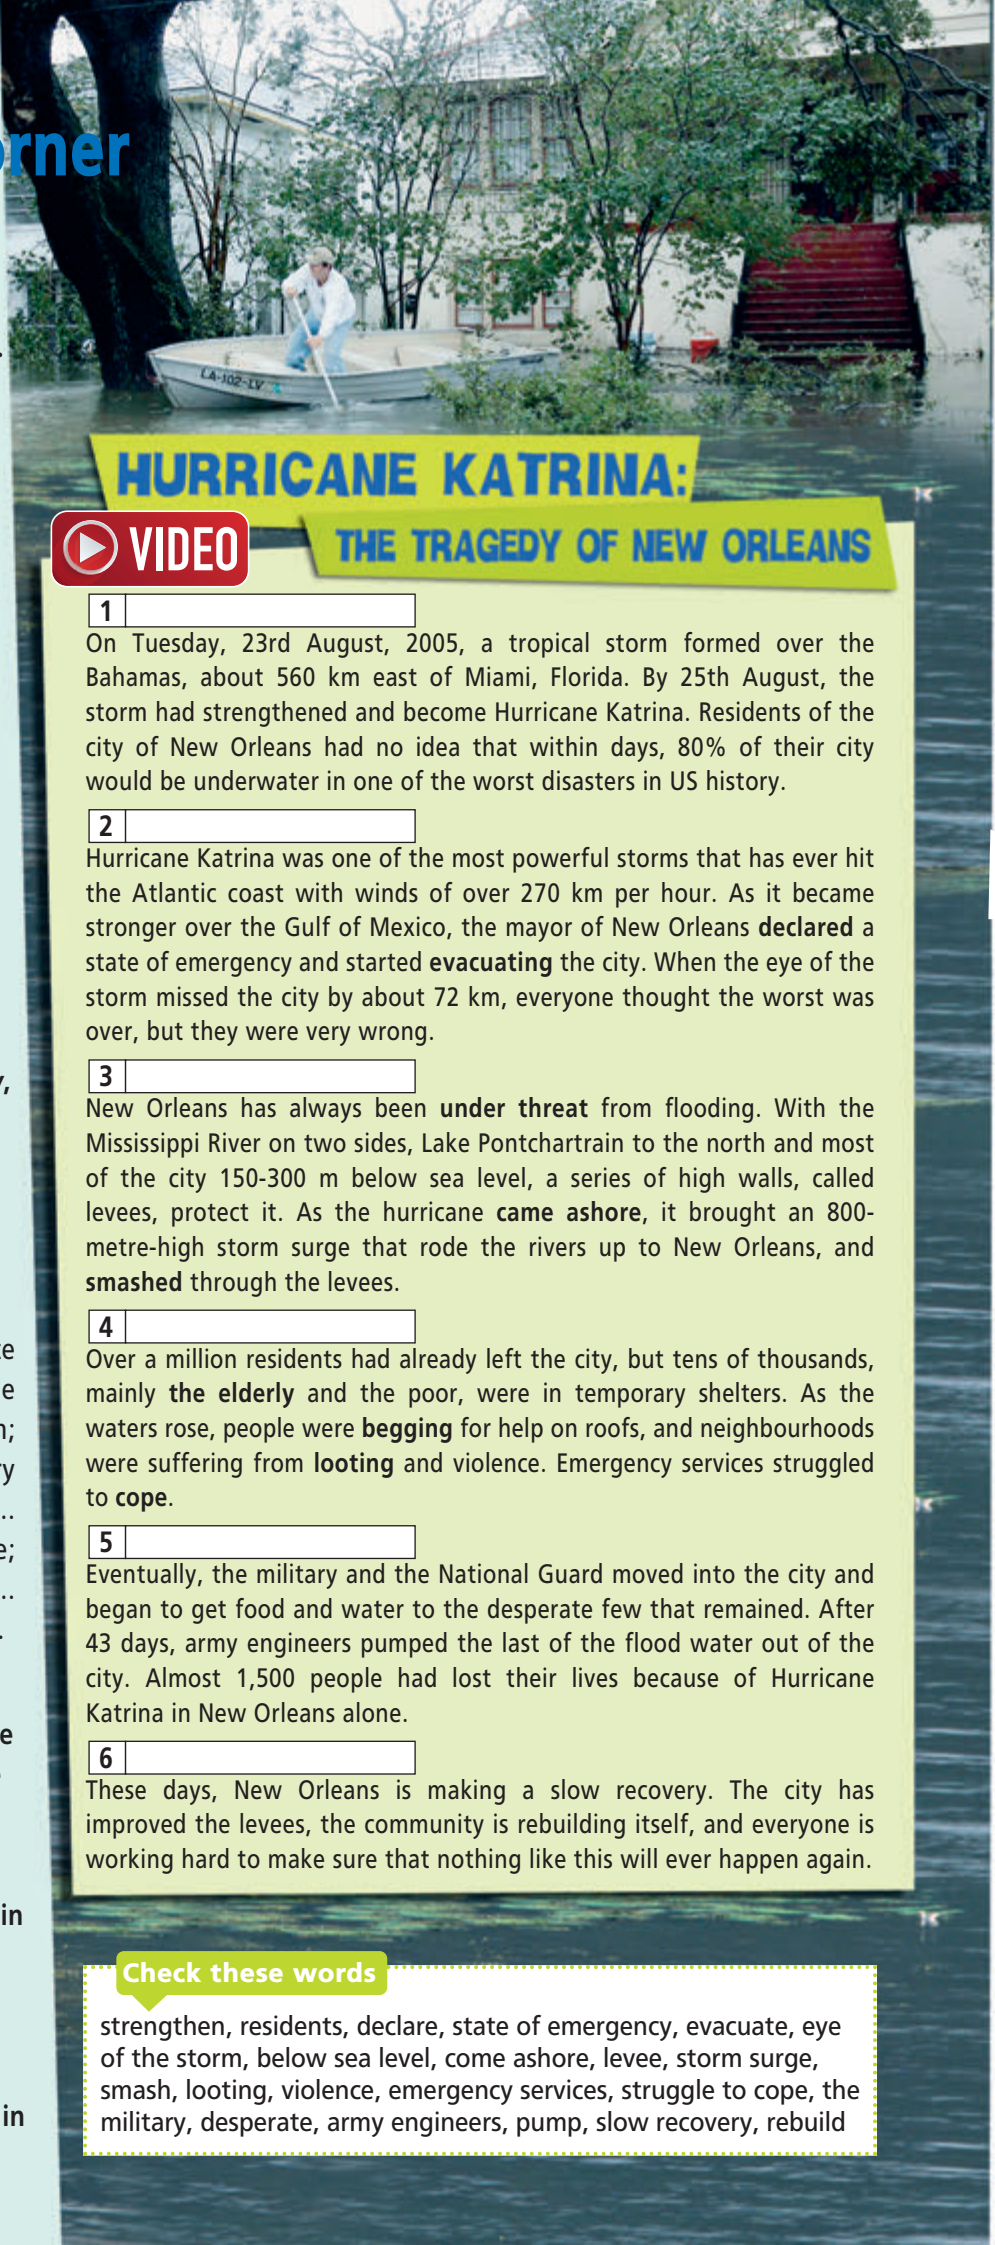 orner
LA-102-LV
HURRICANE KATRINA:
VIDEO
THE TRAGEDY OF NEW ORLEANS
1
On Tuesday, 23rd August, 2005, a tropical storm formed over the
Bahamas, about 560 km east of Miami, Florida. By 25th August, the
storm had strengthened and become Hurricane Katrina. Residents of the
city of New Orleans had no idea that within days, 80% of their city
would be underwater in one of the worst disasters in US history.
2
Hurricane Katrina was one of the most powerful storms that has ever hit
the Atlantic coast with winds of over 270 km per hour. As it became
stronger over the Gulf of Mexico, the mayor of New Orleans declared a
state of emergency and started evacuating the city. When the eye of the
storm missed the city by about 72 km, everyone thought the worst was
over, but they were very wrong.
3
New Orleans has always been under threat from flooding. With the
Mississippi River on two sides, Lake Pontchartrain to the north and most
of the city 150-300 m below sea level, a series of high walls, called
levees, protect it. As the hurricane came ashore, it brought an 800-
metre-high storm surge that rode the rivers up to New Orleans, and
smashed through the levees.
4
Over a million residents had already left the city, but tens of thousands,
mainly the elderly and the poor, were in temporary shelters. As the
waters rose, people were begging for help on roofs, and neighbourhoods
were suffering from looting and violence. Emergency services struggled
to cope.
5
Eventually, the military and the National Guard moved into the city and
began to get food and water to the desperate few that remained. After
43 days, army engineers pumped the last of the flood water out of the
city. Almost 1,500 people had lost their lives because of Hurricane
Katrina in New Orleans alone.
6
These days, New Orleans is making a slow recovery. The city has
improved the levees, the community is rebuilding itself, and everyone is
working hard to make sure that nothing like this will ever happen again.
Check these words
strengthen, residents, declare, state of emergency, evacuate, eye
of the storm, below sea level, come ashore, levee, storm surge,
smash, looting, violence, emergency services, struggle to cope, the
military, desperate, army engineers, pump, slow recovery, rebuild
in
in